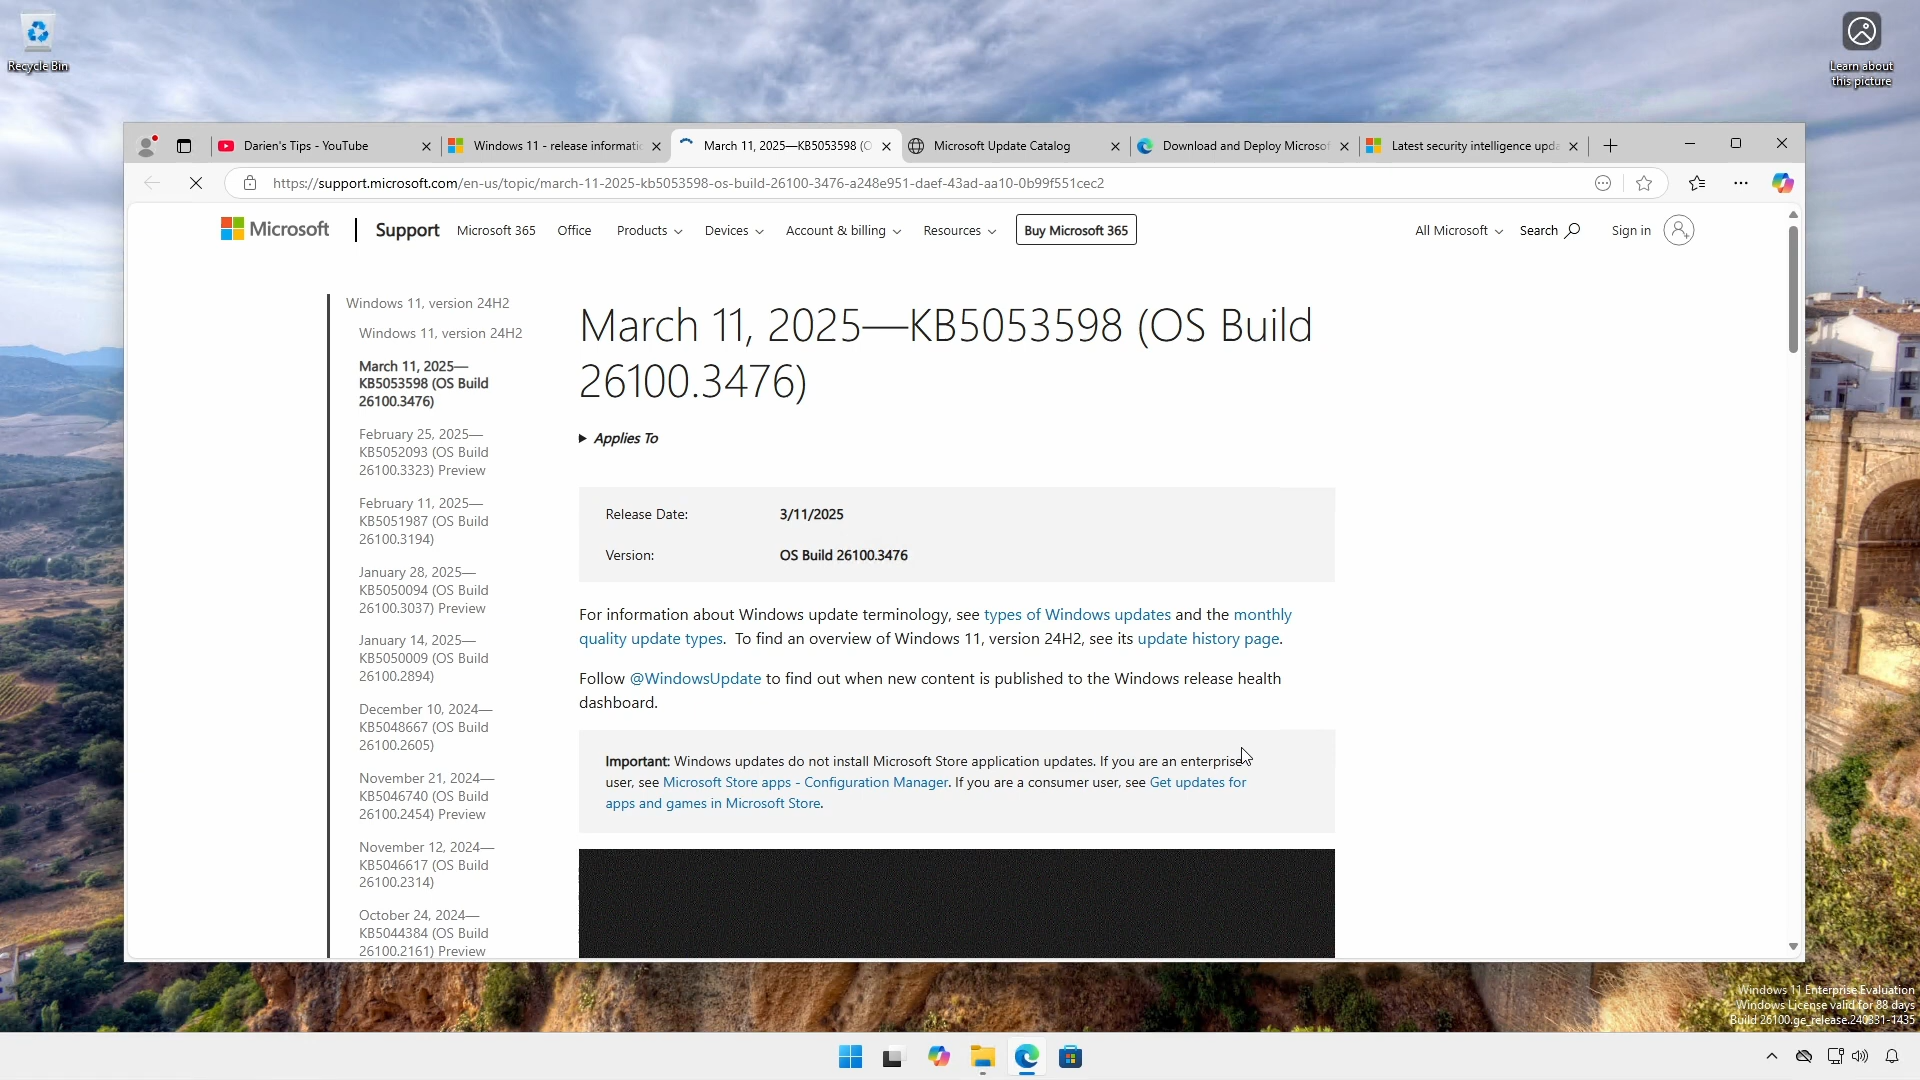 Recycle Bin
Learn about
this picture
Darien's Tips - YouTube
Windows 11 - release informatic
March 11, 2025—KB5053598 (O
Microsoft Update Catalog
Download and Deploy Microsof
Latest security intelligence upda
https://support.microsoft.com/en-us/topic/march-11-2025-kb5053598-os-build-26100-3476-a248e951-daef-43ad-aa10-0b99f551cec2
Microsoft
Support
Microsoft 365
Office
Products
Devices
Account & billing
Resources
Buy Microsoft 365
All Microsoft
Search
Sign in
Windows 11, version 24H2
Windows 11, version 24H2
March 11, 2025—
KB5053598 (OS Build
26100.3476)
February 25, 2025—
KB5052093 (OS Build
26100.3323) Preview
February 11, 2025—
KB5051987 (OS Build
26100.3194)
January 28, 2025—
KB5050094 (OS Build
26100.3037) Preview
January 14, 2025—
KB5050009 (OS Build
26100.2894)
December 10, 2024—
KB5048667 (OS Build
26100.2605)
November 21, 2024—
KB5046740 (OS Build
26100.2454) Preview
November 12, 2024—
KB5046617 (OS Build
26100.2314)
October 24, 2024—
KB5044384 (OS Build
26100.2161) Preview
March 11, 2025—KB5053598 (OS Build
26100.3476)
Applies To
Release Date:
3/11/2025
Version:
OS Build 26100.3476
For information about Windows update terminology, see types of Windows updates and the monthly
quality update types. To find an overview of Windows 11, version 24H2, see its update history page.
Follow @WindowsUpdate to find out when new content is published to the Windows release health
dashboard.
Important: Windows updates do not install Microsoft Store application updates. If you are an enterprise
user, see Microsoft Store apps - Configuration Manager. If you are a consumer user, see Get updates for
apps and games in Microsoft Store.
Windows 11 Enterprise Evaluation
Windows License valid for 88 days
Build 26100.ge_release.240331-1435